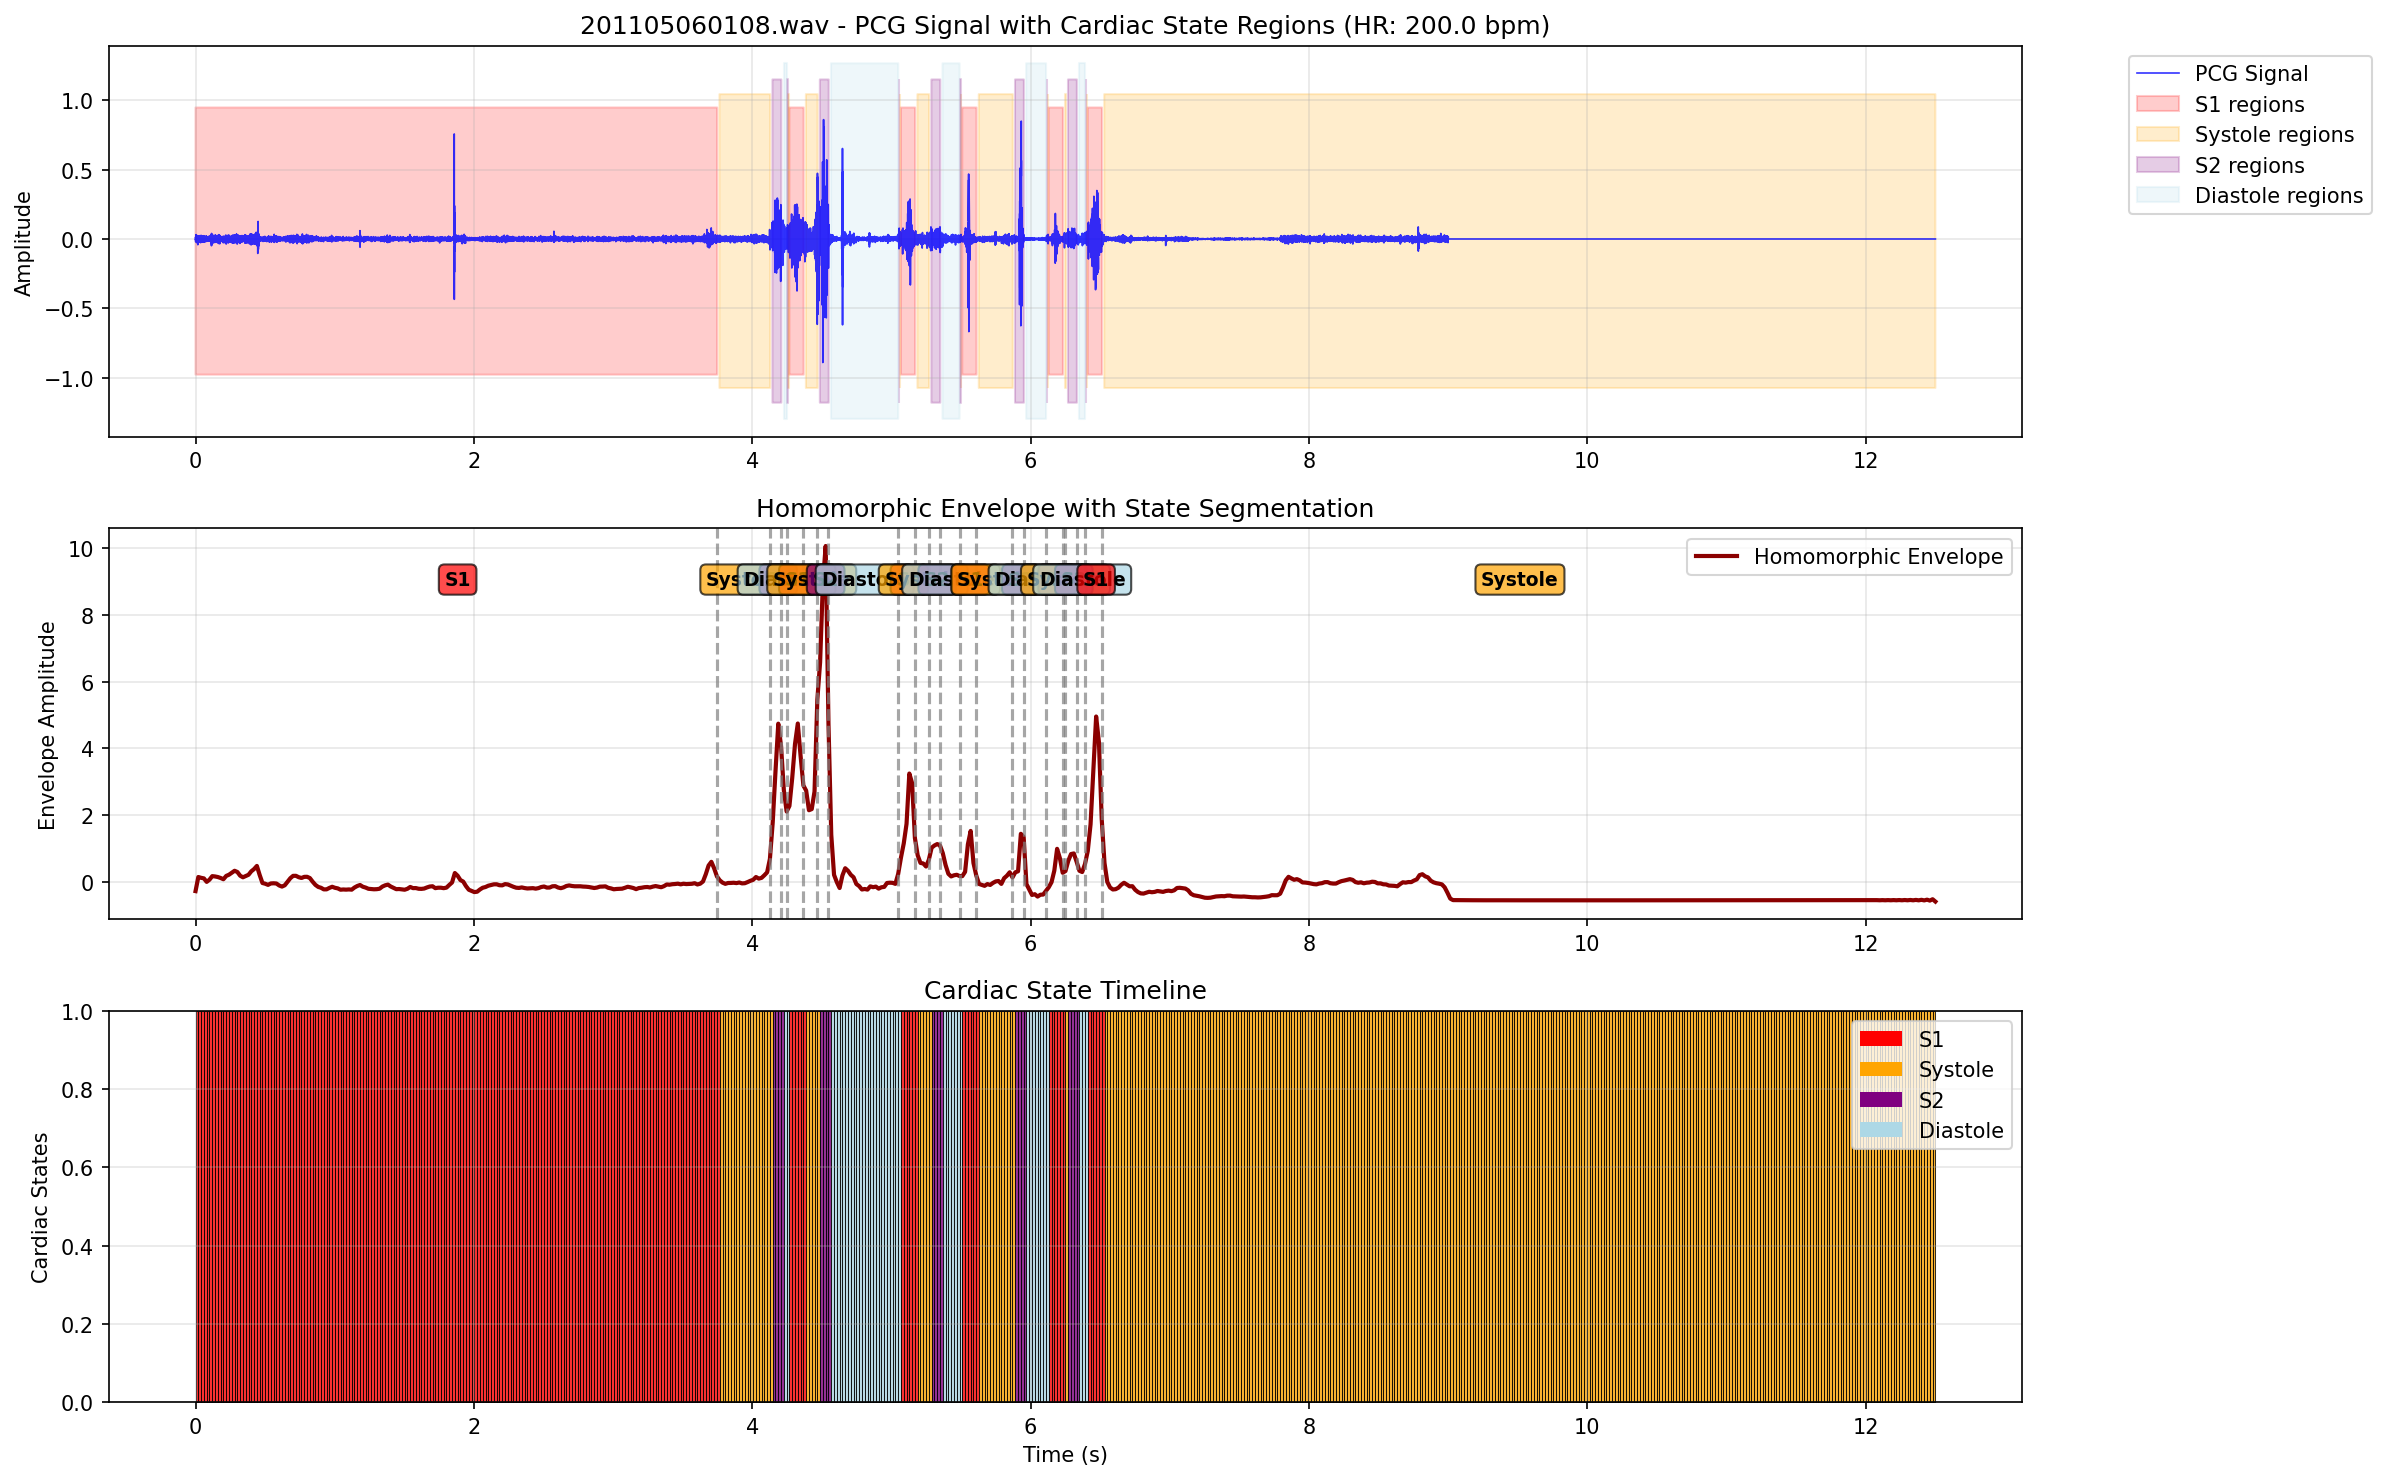 201105060108.wav - PCG Signal with Cardiac State Regions (HR: 200.0 bpm)
Amplitude
1.0
0.5
0.0
−0.5
−1.0
0 2 4 6 8 10 12
PCG Signal
S1 regions
Systole regions
S2 regions
Diastole regions
Homomorphic Envelope with State Segmentation
Envelope Amplitude
10
8
6
4
2
0
S1
Diasto
S1
Systole
Homomorphic Envelope
0 2 4 6 8 10 12
Cardiac State Timeline
Cardiac States
1.0
0.8
0.6
0.4
0.2
0.0
S1
Systole
S2
Diastole
0 2 4 6 8 10 12
Time (s)